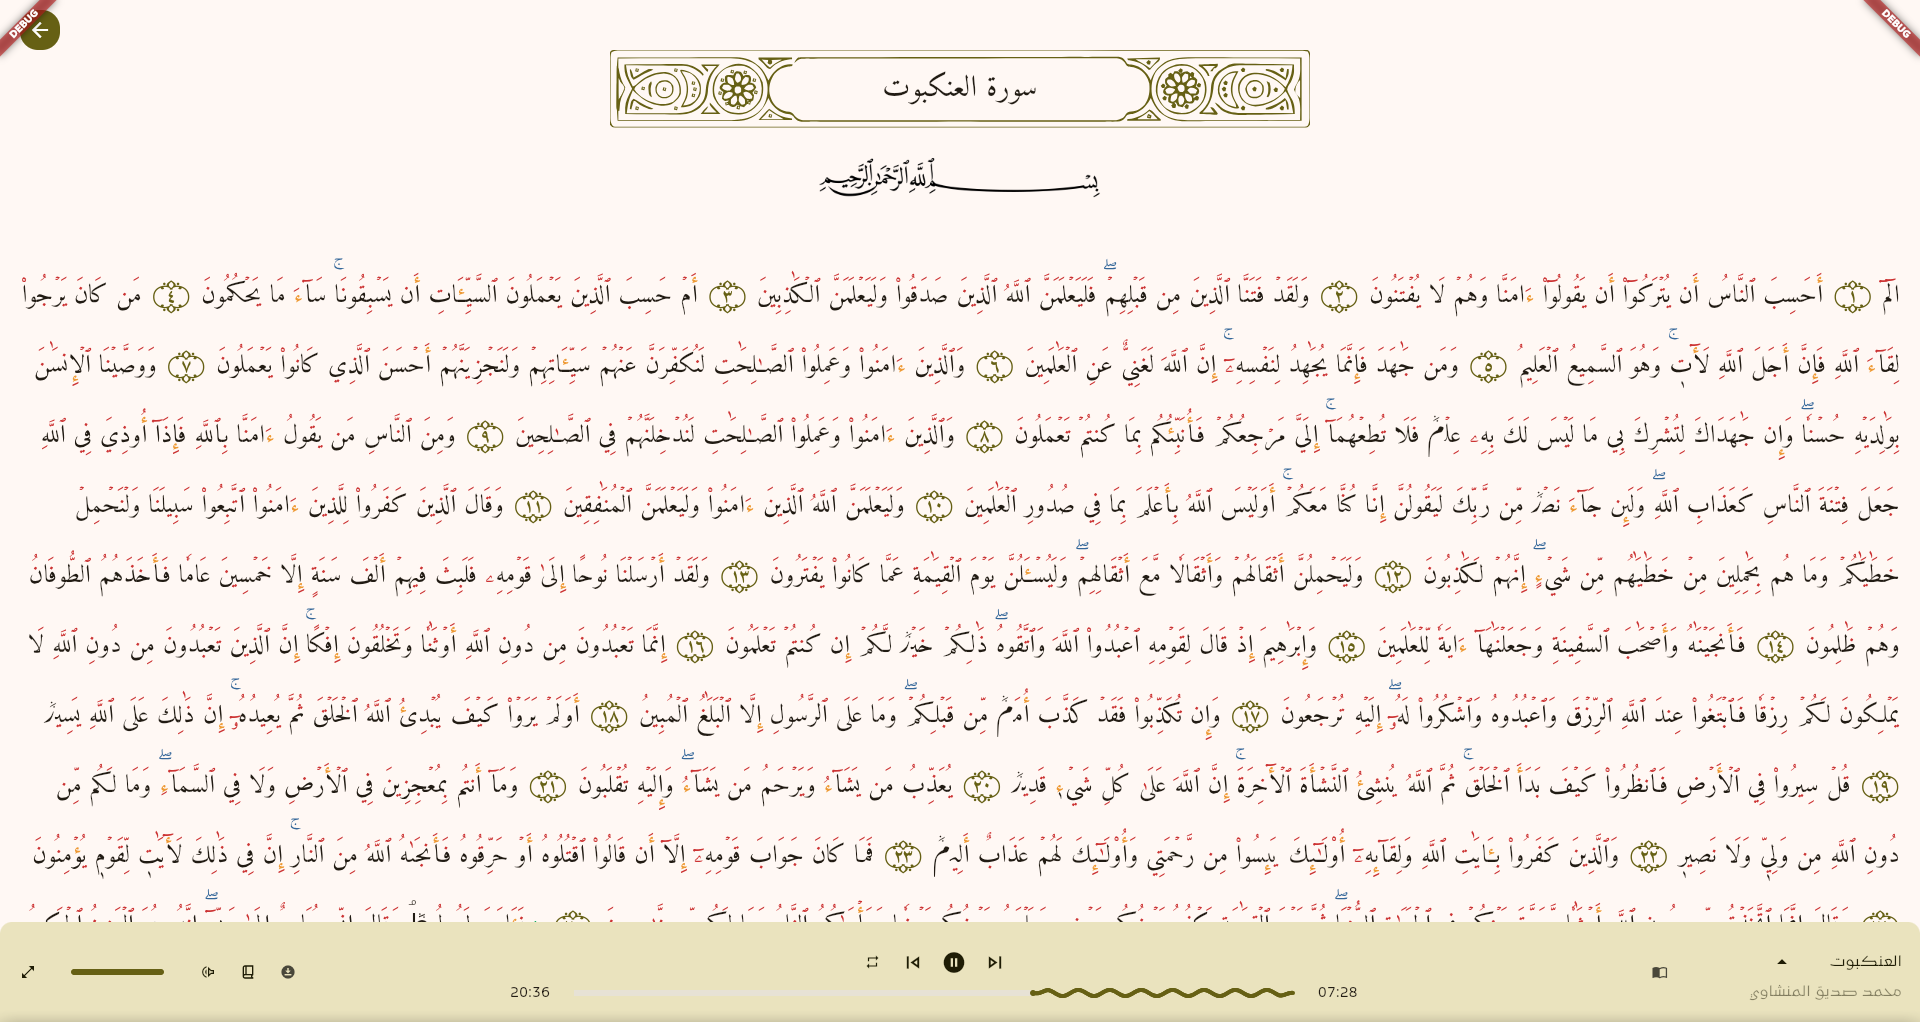 DEBUG
DEBUG
سورة العنكبوت
بِسْمِ ٱللَّهِ ٱلرَّحْمَٰنِ ٱلرَّحِيمِ
الٓمٓ ١ أَحَسِبَ ٱلنَّاسُ أَن يُتْرَكُوٓا۟ أَن يَقُولُوٓا۟ ءَامَنَّا وَهُمْ لَا يُفْتَنُونَ ٢ وَلَقَدْ فَتَنَّا ٱلَّذِينَ مِن قَبْلِهِمْ ۖ فَلَيَعْلَمَنَّ ٱللَّهُ ٱلَّذِينَ صَدَقُوا۟ وَلَيَعْلَمَنَّ ٱلْكَٰذِبِينَ ٣ أَمْ حَسِبَ ٱلَّذِينَ يَعْمَلُونَ ٱلسَّيِّـَٔاتِ أَن يَسْبِقُونَا ۚ سَآءَ مَا يَحْكُمُونَ ٤ مَن كَانَ يَرْجُوا۟
لِقَآءَ ٱللَّهِ فَإِنَّ أَجَلَ ٱللَّهِ لَـَٔاتٍ ۚ وَهُوَ ٱلسَّمِيعُ ٱلْعَلِيمُ ٥ وَمَن جَٰهَدَ فَإِنَّمَا يُجَٰهِدُ لِنَفْسِهِۦٓ ۚ إِنَّ ٱللَّهَ لَغَنِىٌّ عَنِ ٱلْعَٰلَمِينَ ٦ وَٱلَّذِينَ ءَامَنُوا۟ وَعَمِلُوا۟ ٱلصَّٰلِحَٰتِ لَنُكَفِّرَنَّ عَنْهُمْ سَيِّـَٔاتِهِمْ وَلَنَجْزِيَنَّهُمْ أَحْسَنَ ٱلَّذِي كَانُوا۟ يَعْمَلُونَ ٧ وَوَصَّيْنَا ٱلْإِنسَٰنَ
بِوَٰلِدَيْهِ حُسْنًا ۖ وَإِن جَٰهَدَاكَ لِتُشْرِكَ بِي مَا لَيْسَ لَكَ بِهِۦ عِلْمٌ فَلَا تُطِعْهُمَآ ۚ إِلَيَّ مَرْجِعُكُمْ فَأُنَبِّئُكُم بِمَا كُنتُمْ تَعْمَلُونَ ٨ وَٱلَّذِينَ ءَامَنُوا۟ وَعَمِلُوا۟ ٱلصَّٰلِحَٰتِ لَنُدْخِلَنَّهُمْ فِي ٱلصَّٰلِحِينَ ٩ وَمِنَ ٱلنَّاسِ مَن يَقُولُ ءَامَنَّا بِٱللَّهِ فَإِذَآ أُوذِيَ فِي ٱللَّهِ
جَعَلَ فِتْنَةَ ٱلنَّاسِ كَعَذَابِ ٱللَّهِ ۖ وَلَئِن جَآءَ نَصْرٌ مِّن رَّبِّكَ لَيَقُولُنَّ إِنَّا كُنَّا مَعَكُمْ ۚ أَوَلَيْسَ ٱللَّهُ بِأَعْلَمَ بِمَا فِي صُدُورِ ٱلْعَٰلَمِينَ ١٠ وَلَيَعْلَمَنَّ ٱللَّهُ ٱلَّذِينَ ءَامَنُوا۟ وَلَيَعْلَمَنَّ ٱلْمُنَٰفِقِينَ ١١ وَقَالَ ٱلَّذِينَ كَفَرُوا۟ لِلَّذِينَ ءَامَنُوا۟ ٱتَّبِعُوا۟ سَبِيلَنَا وَلْنَحْمِلْ
خَطَٰيَٰكُمْ وَمَا هُم بِحَٰمِلِينَ مِنْ خَطَٰيَٰهُم مِّن شَيْءٍ ۖ إِنَّهُمْ لَكَٰذِبُونَ ١٢ وَلَيَحْمِلُنَّ أَثْقَالَهُمْ وَأَثْقَالًا مَّعَ أَثْقَالِهِمْ ۖ وَلَيُسْـَٔلُنَّ يَوْمَ ٱلْقِيَٰمَةِ عَمَّا كَانُوا۟ يَفْتَرُونَ ١٣ وَلَقَدْ أَرْسَلْنَا نُوحًا إِلَىٰ قَوْمِهِۦ فَلَبِثَ فِيهِمْ أَلْفَ سَنَةٍ إِلَّا خَمْسِينَ عَامًا فَأَخَذَهُمُ ٱلطُّوفَانُ
وَهُمْ ظَٰلِمُونَ ١٤ فَأَنجَيْنَٰهُ وَأَصْحَٰبَ ٱلسَّفِينَةِ وَجَعَلْنَٰهَآ ءَايَةً لِّلْعَٰلَمِينَ ١٥ وَإِبْرَٰهِيمَ إِذْ قَالَ لِقَوْمِهِ ٱعْبُدُوا۟ ٱللَّهَ وَٱتَّقُوهُ ۖ ذَٰلِكُمْ خَيْرٌ لَّكُمْ إِن كُنتُمْ تَعْلَمُونَ ١٦ إِنَّمَا تَعْبُدُونَ مِن دُونِ ٱللَّهِ أَوْثَٰنًا وَتَخْلُقُونَ إِفْكًا ۚ إِنَّ ٱلَّذِينَ تَعْبُدُونَ مِن دُونِ ٱللَّهِ لَا
يَمْلِكُونَ لَكُمْ رِزْقًا فَٱبْتَغُوا۟ عِندَ ٱللَّهِ ٱلرِّزْقَ وَٱعْبُدُوهُ وَٱشْكُرُوا۟ لَهُۥٓ ۖ إِلَيْهِ تُرْجَعُونَ ١٧ وَإِن تُكَذِّبُوا۟ فَقَدْ كَذَّبَ أُمَمٌ مِّن قَبْلِكُمْ ۖ وَمَا عَلَى ٱلرَّسُولِ إِلَّا ٱلْبَلَٰغُ ٱلْمُبِينُ ١٨ أَوَلَمْ يَرَوْا۟ كَيْفَ يُبْدِئُ ٱللَّهُ ٱلْخَلْقَ ثُمَّ يُعِيدُهُۥٓ ۚ إِنَّ ذَٰلِكَ عَلَى ٱللَّهِ يَسِيرٌ
١٩ قُلْ سِيرُوا۟ فِي ٱلْأَرْضِ فَٱنظُرُوا۟ كَيْفَ بَدَأَ ٱلْخَلْقَ ۚ ثُمَّ ٱللَّهُ يُنشِئُ ٱلنَّشْأَةَ ٱلْـَٔاخِرَةَ ۚ إِنَّ ٱللَّهَ عَلَىٰ كُلِّ شَيْءٍ قَدِيرٌ ٢٠ يُعَذِّبُ مَن يَشَآءُ وَيَرْحَمُ مَن يَشَآءُ ۖ وَإِلَيْهِ تُقْلَبُونَ ٢١ وَمَآ أَنتُم بِمُعْجِزِينَ فِي ٱلْأَرْضِ وَلَا فِي ٱلسَّمَآءِ ۖ وَمَا لَكُم مِّن
دُونِ ٱللَّهِ مِن وَلِيٍّ وَلَا نَصِيرٍ ٢٢ وَٱلَّذِينَ كَفَرُوا۟ بِـَٔايَٰتِ ٱللَّهِ وَلِقَآئِهِۦٓ أُو۟لَٰٓئِكَ يَئِسُوا۟ مِن رَّحْمَتِي وَأُو۟لَٰٓئِكَ لَهُمْ عَذَابٌ أَلِيمٌ ٢٣ فَمَا كَانَ جَوَابَ قَوْمِهِۦٓ إِلَّآ أَن قَالُوا۟ ٱقْتُلُوهُ أَوْ حَرِّقُوهُ فَأَنجَىٰهُ ٱللَّهُ مِنَ ٱلنَّارِ ۚ إِنَّ فِي ذَٰلِكَ لَـَٔايَٰتٍ لِّقَوْمٍ يُؤْمِنُونَ
العنكبوت
محمد صديق المنشاوي
20:36
07:28